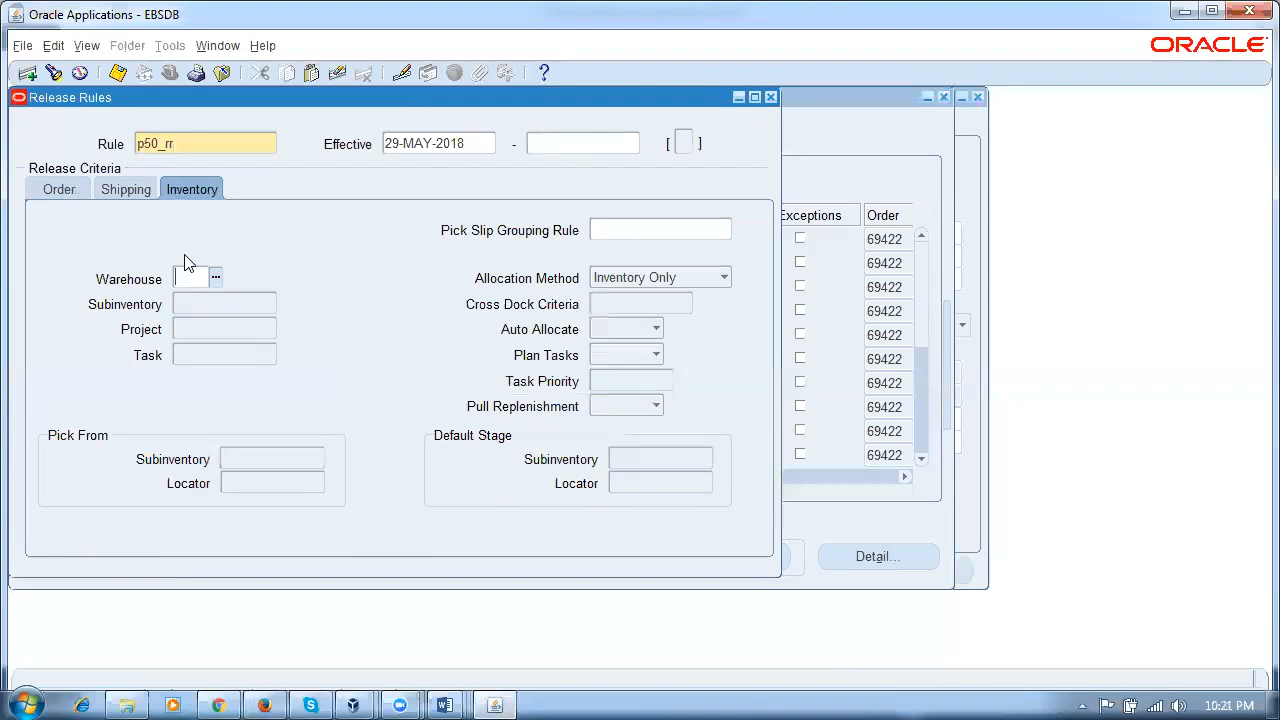 Oracle Applications - EBSDB
File Edit View Folder Tools Window Help ORACLE
Release Rules
Rule p50_rr Effective 29-MAY-2018 - [ ]
Release Criteria
Order Shipping Inventory
Exceptions Order
Pick Slip Grouping Rule
69422
Warehouse Allocation Method Inventory Only
69422
69422
Subinventory Cross Dock Criteria
69422
Project Auto Allocate
69422
Task Plan Tasks
69422
Task Priority
69422
Pull Replenishment
69422
Pick From Default Stage
69422
Subinventory Subinventory
69422
Locator Locator
Detail...
10:21 PM